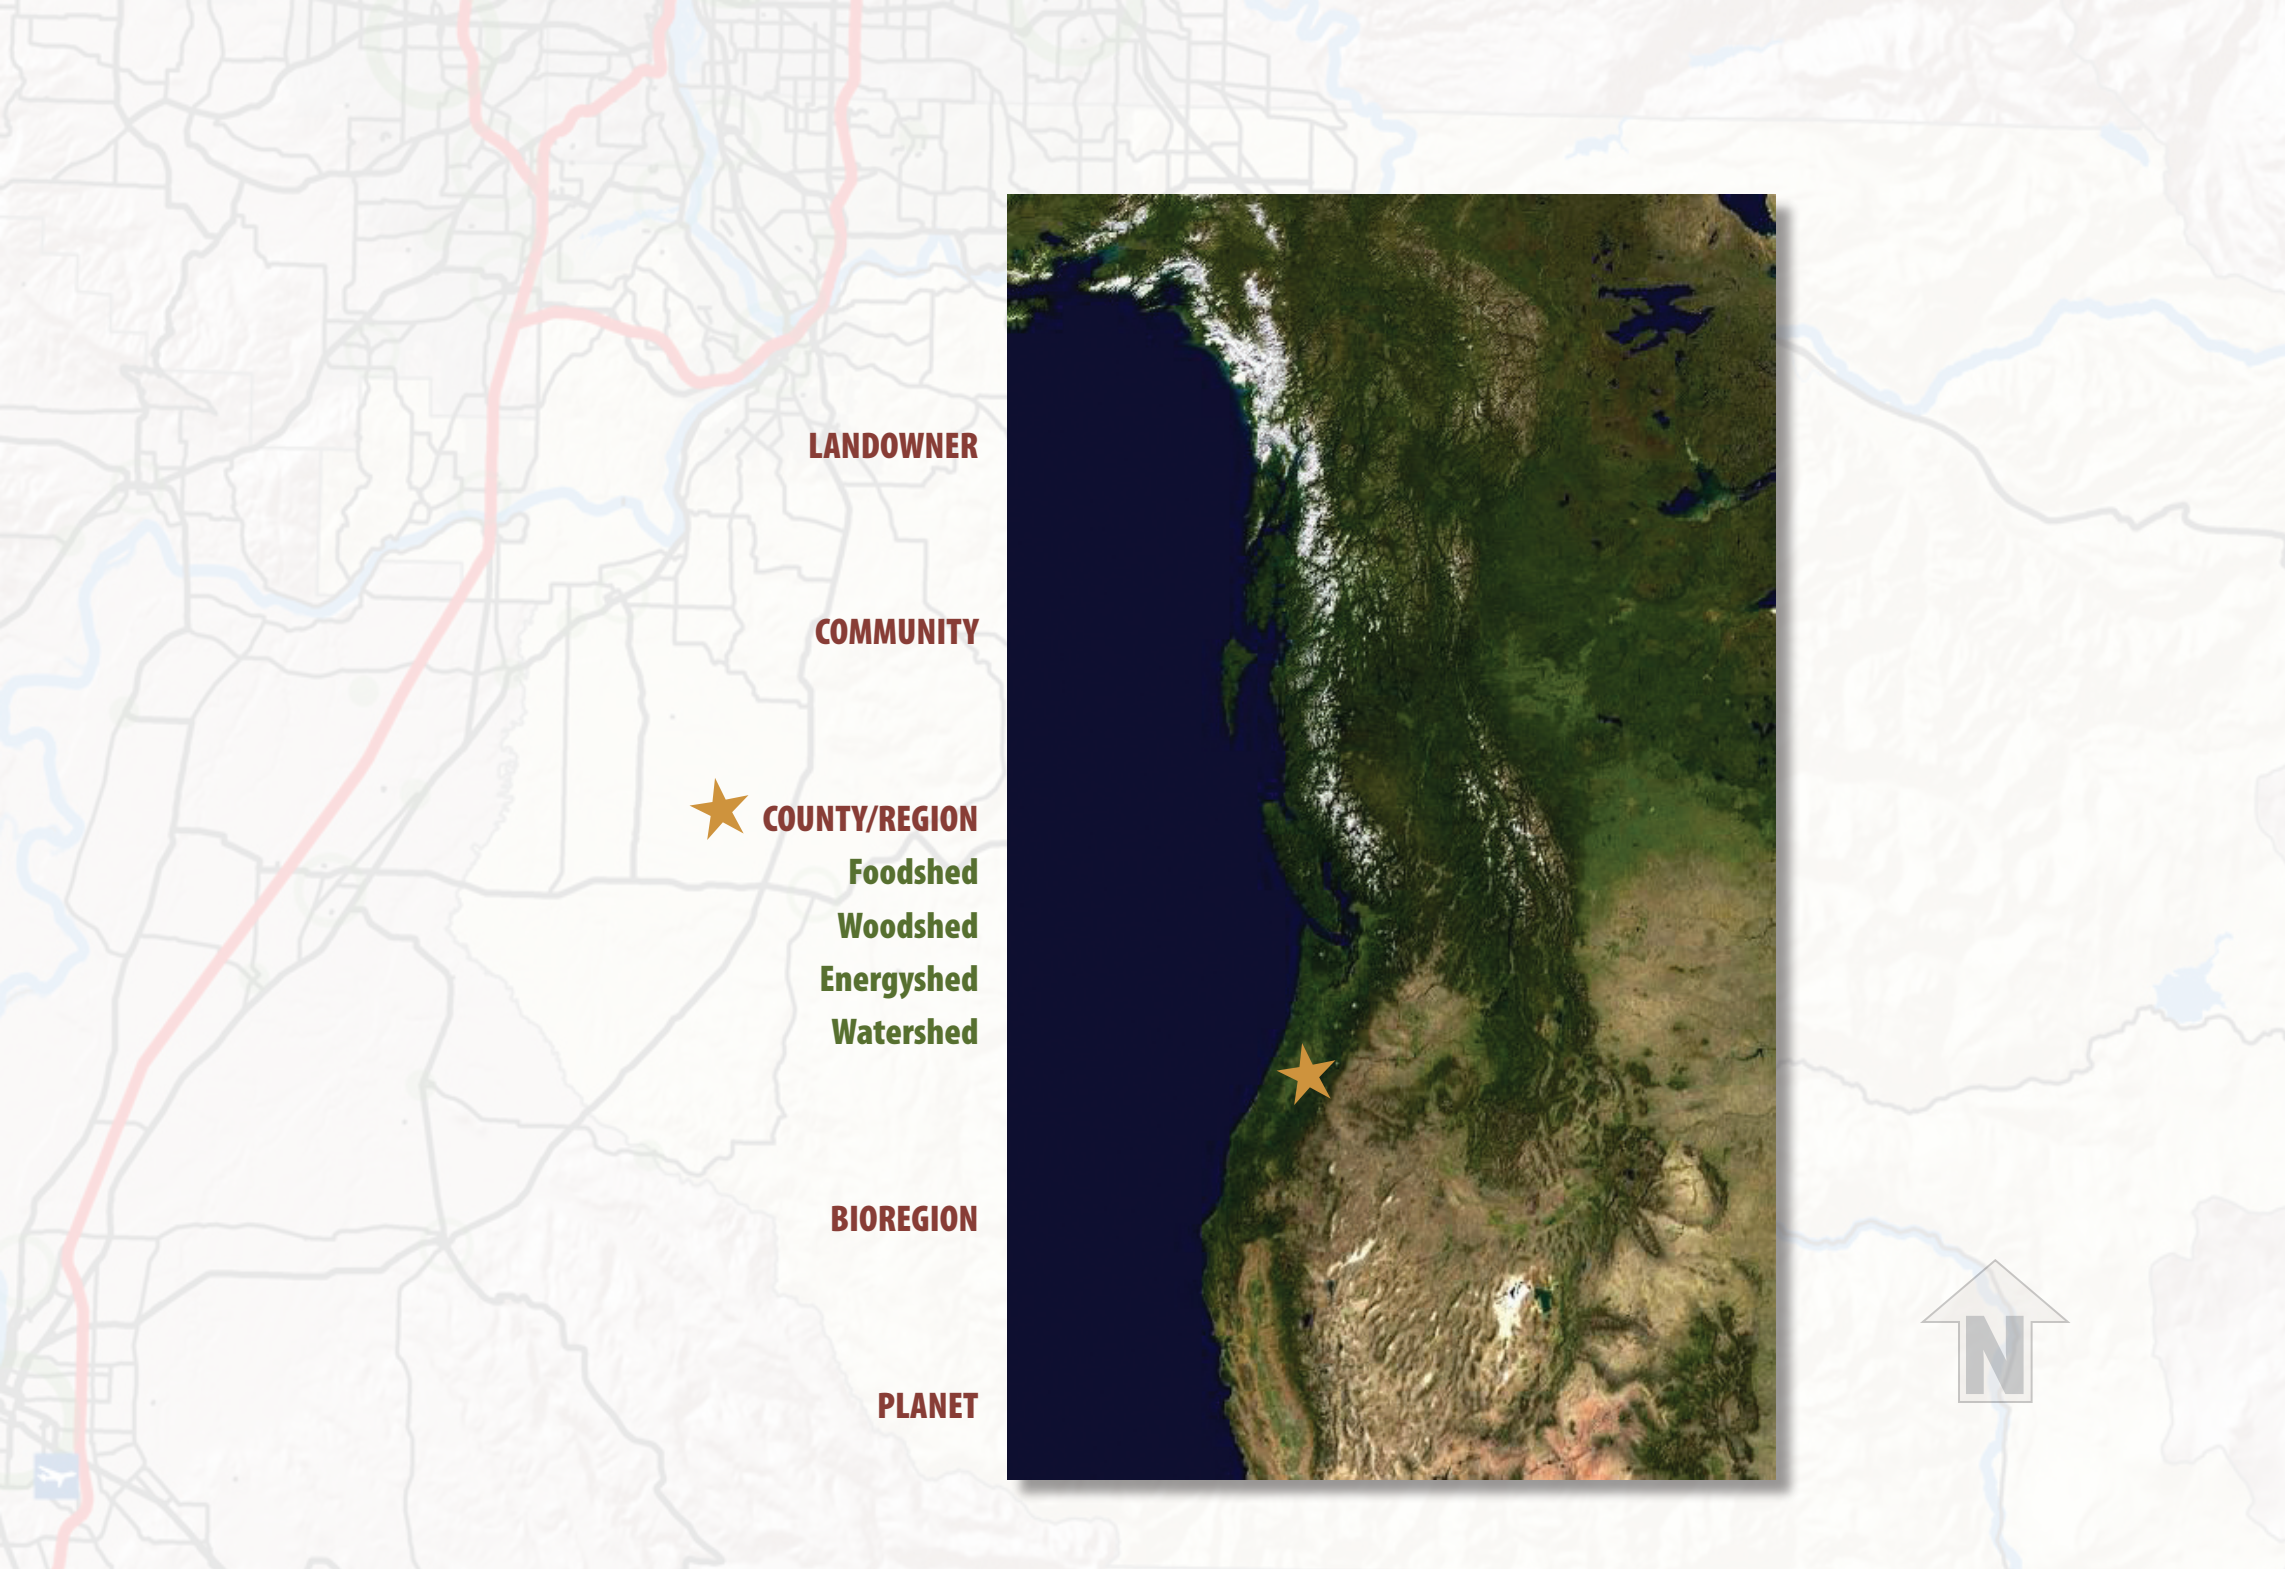 LANDOWNER
COMMUNITY
COUNTY/REGION
Foodshed
Woodshed
Energyshed
Watershed
BIOREGION
PLANET
N